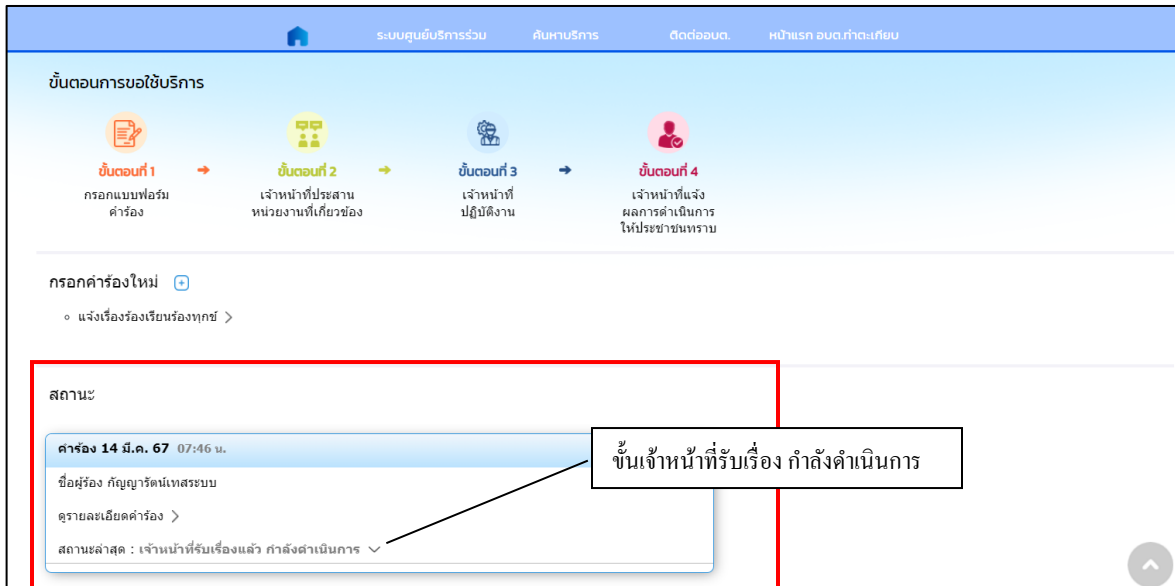 ระบบศูนย์บริการร่วม ค้นหาบริการ ติดต่ออบต. หน้าแรก อบต.ท่าตะเกียบ
ขั้นตอนการขอใช้บริการ
ขั้นตอนที่ 1
กรอกแบบฟอร์ม
คำร้อง
ขั้นตอนที่ 2
เจ้าหน้าที่ประสาน
หน่วยงานที่เกี่ยวข้อง
ขั้นตอนที่ 3
เจ้าหน้าที่
ปฏิบัติงาน
ขั้นตอนที่ 4
เจ้าหน้าที่แจ้ง
ผลการดำเนินการ
ให้ประชาชนทราบ
กรอกคำร้องใหม่
แจ้งเรื่องร้องเรียนร้องทุกข์
สถานะ
คำร้อง 14 มี.ค. 67 07:46 น.
ชื่อผู้ร้อง กัญญารัตน์เทสระบบ
ดูรายละเอียดคำร้อง
สถานะล่าสุด : เจ้าหน้าที่รับเรื่องแล้ว กำลังดำเนินการ
ขั้นเจ้าหน้าที่รับเรื่อง กำลังดำเนินการ